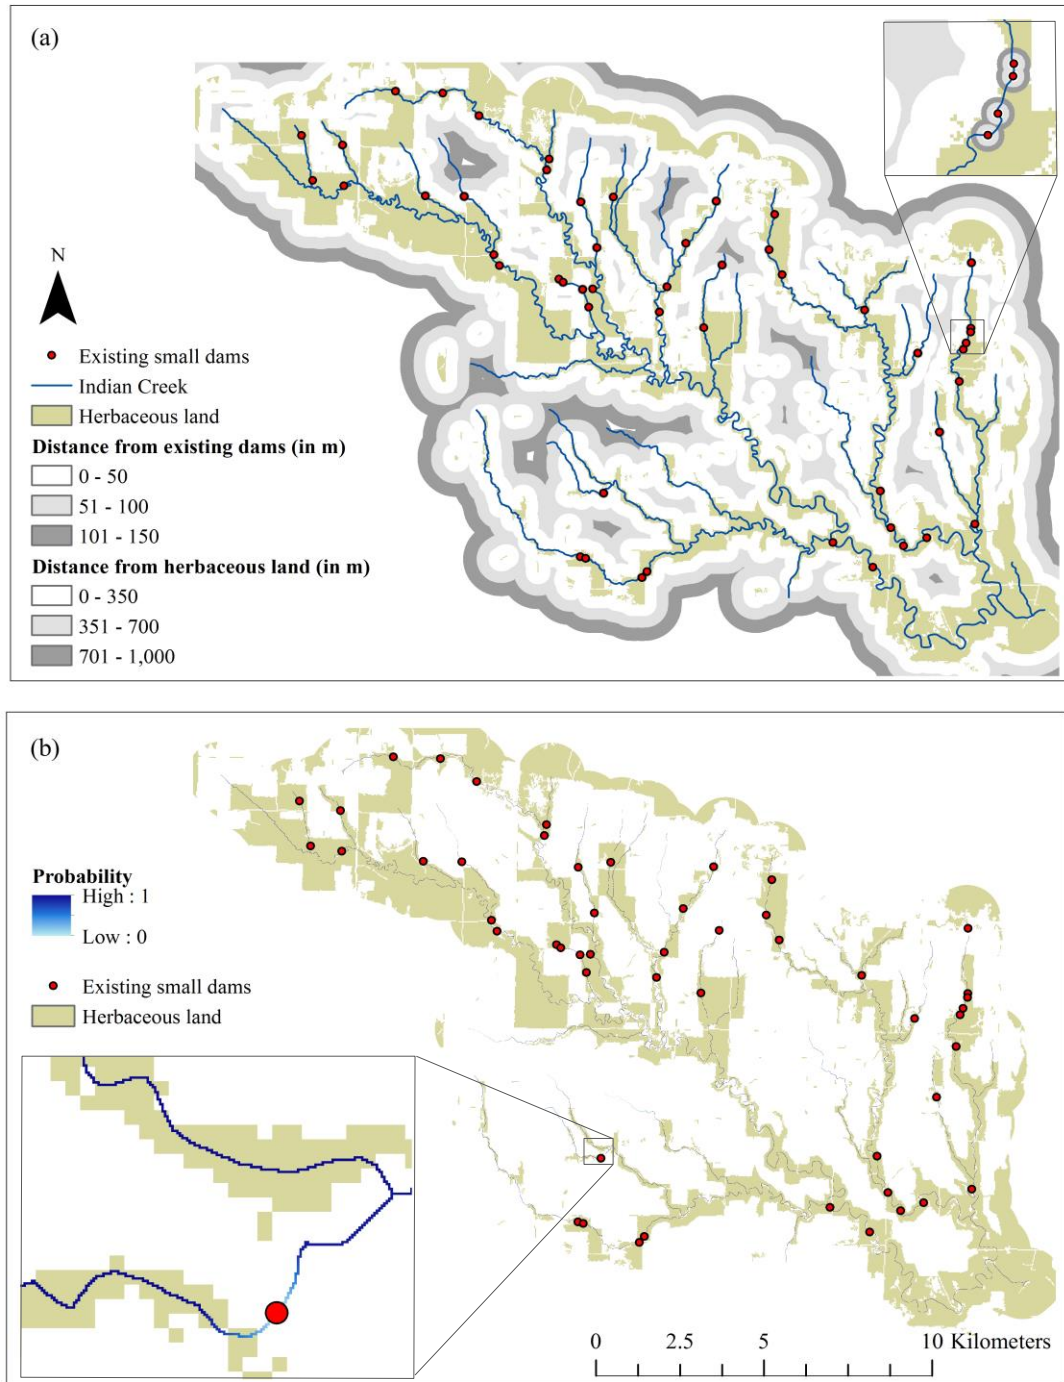 (a)
N
Existing small dams
Indian Creek
Herbaceous land
Distance from existing dams (in m)
0 - 50
51 - 100
101 - 150
Distance from herbaceous land (in m)
0 - 350
351 - 700
701 - 1,000
(b)
Probability
High : 1
Low : 0
Existing small dams
Herbaceous land
0 2.5 5 10 Kilometers